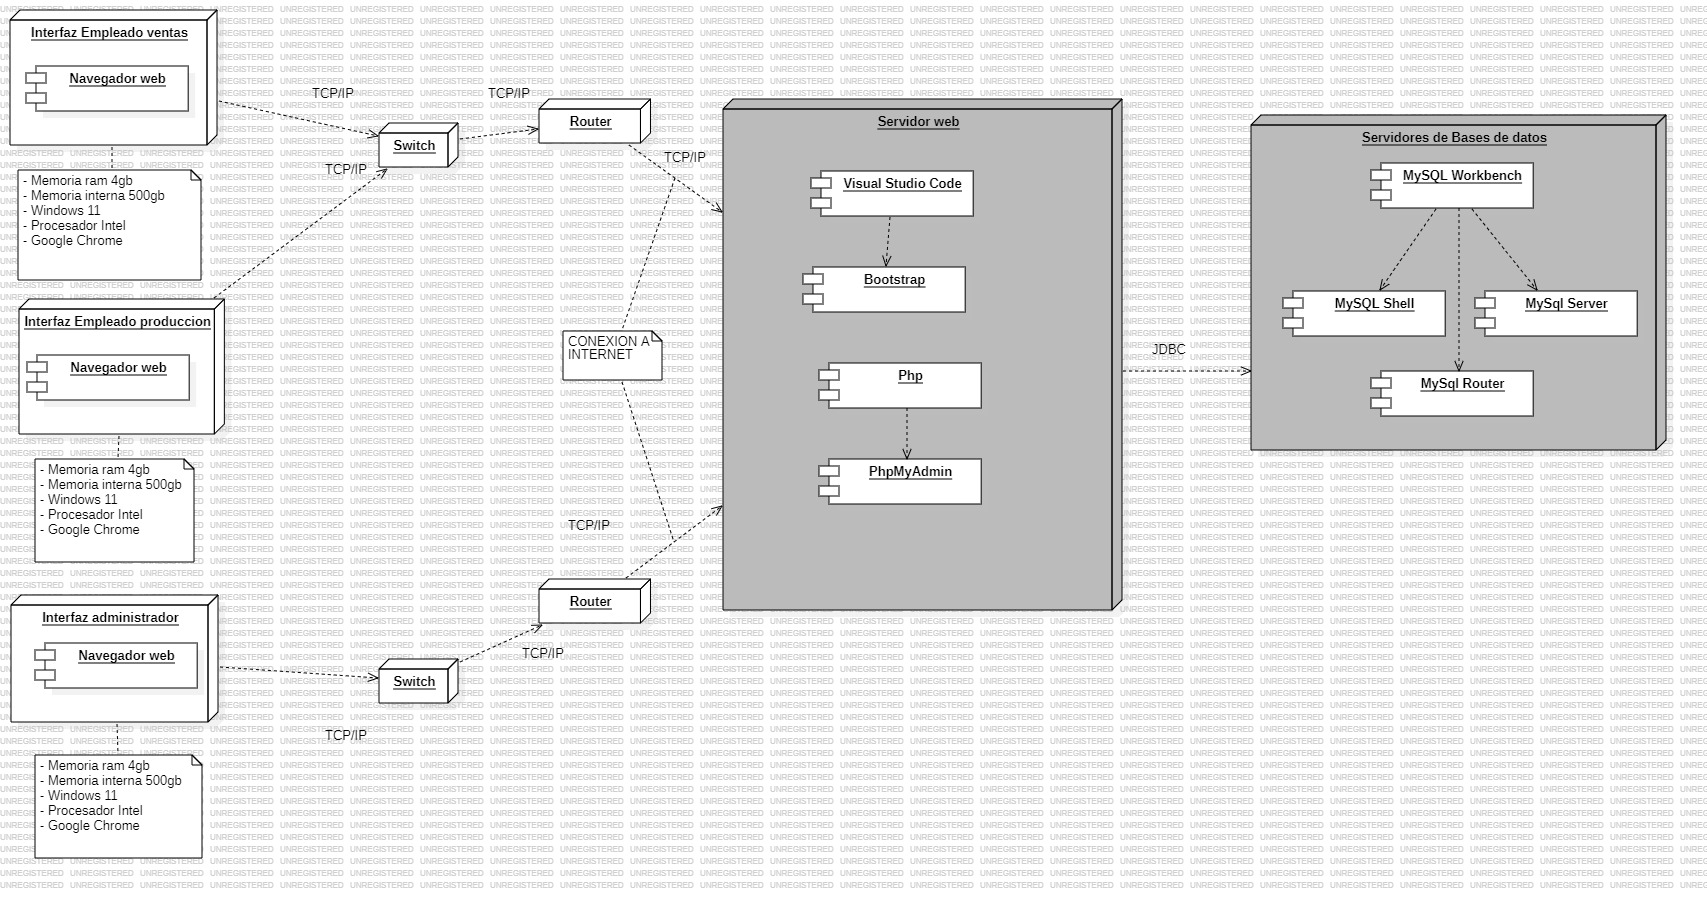 Interfaz Empleado ventas
Navegador web
- Memoria ram 4gb
- Memoria interna 500gb
- Windows 11
- Procesador Intel
- Google Chrome
Interfaz Empleado produccion
Navegador web
- Memoria ram 4gb
- Memoria interna 500gb
- Windows 11
- Procesador Intel
- Google Chrome
Interfaz administrador
Navegador web
- Memoria ram 4gb
- Memoria interna 500gb
- Windows 11
- Procesador Intel
- Google Chrome
TCP/IP
TCP/IP
Switch
TCP/IP
Router
TCP/IP
CONEXION A
INTERNET
TCP/IP
Router
TCP/IP
Switch
TCP/IP
Servidor web
Visual Studio Code
Bootstrap
Php
PhpMyAdmin
JDBC
Servidores de Bases de datos
MySQL Workbench
MySQL Shell
MySql Server
MySql Router
UNREGISTERED